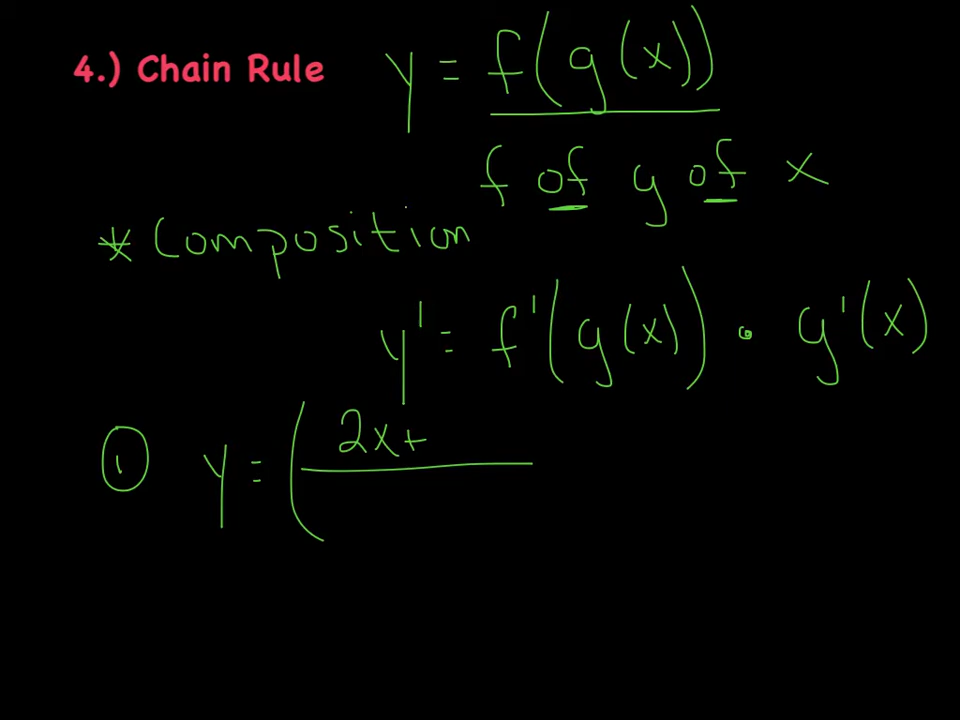 4.) Chain Rule y = f(g(x))
f of g of x
* Composition
y' = f'(g(x)) • g'(x)
① y = ( 2x+